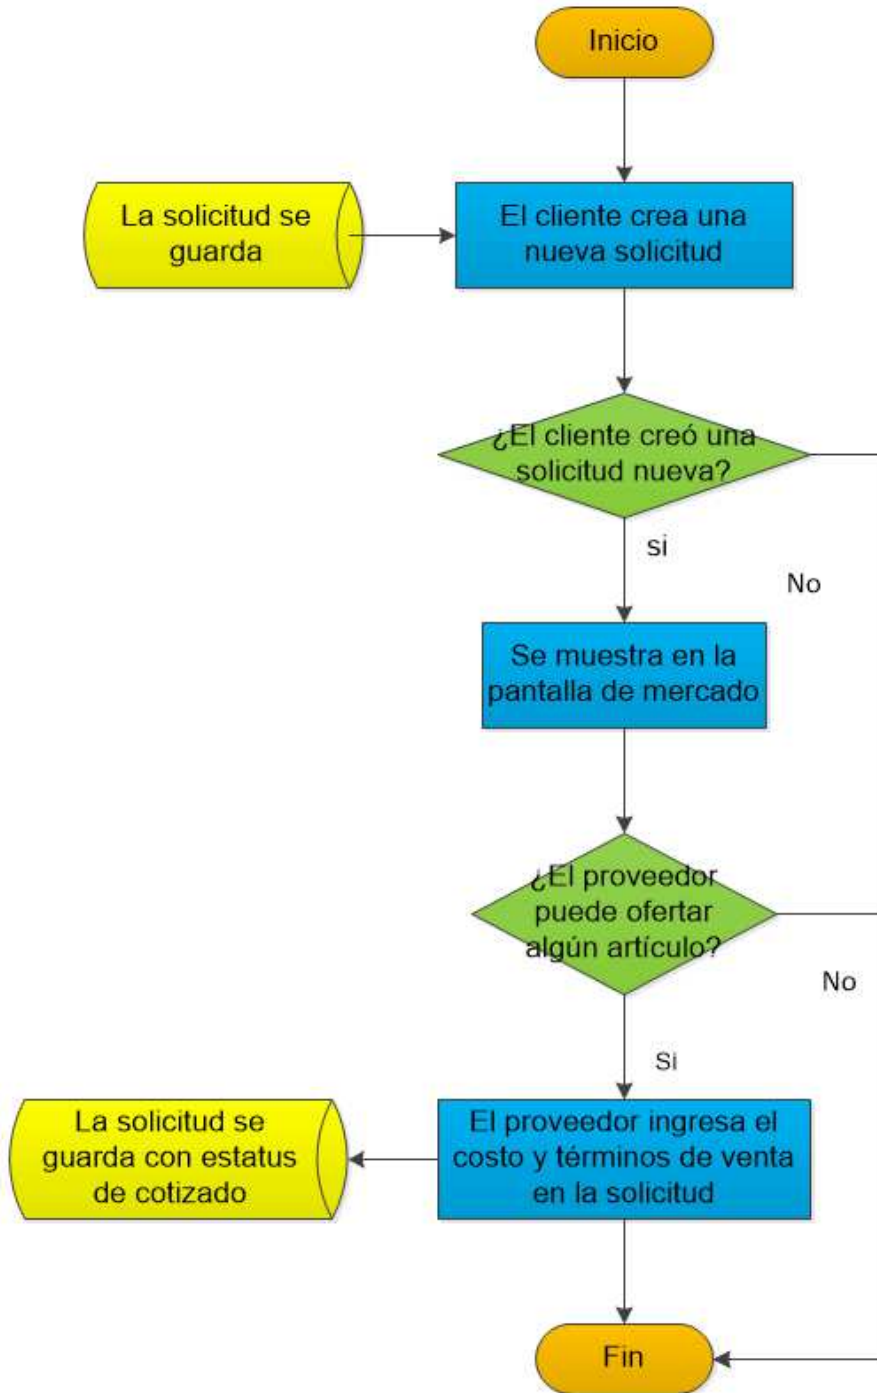 Inicio
La solicitud se
guarda
El cliente crea una
nueva solicitud
¿El cliente creó una
solicitud nueva?
si
No
Se muestra en la
pantalla de mercado
¿El proveedor
puede ofertar
algún artículo?
No
Si
La solicitud se
guarda con estatus
de cotizado
El proveedor ingresa el
costo y términos de venta
en la solicitud
Fin